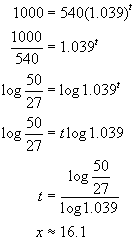 1000 = 540(1.039)^t
1000/540 = 1.039^t
log 50/27 = log 1.039^t
log 50/27 = t log 1.039
t = (log 50/27)/(log 1.039)
x ≈ 16.1